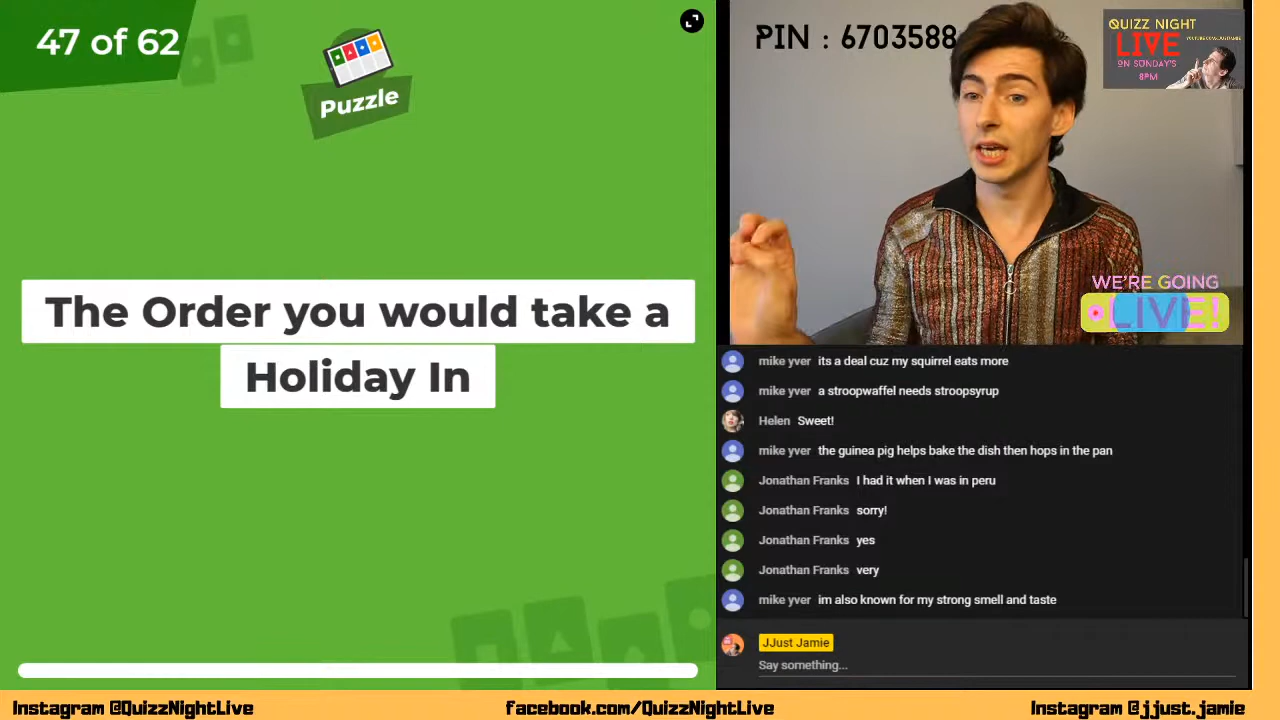 47 of 62
Puzzle
The Order you would take a
Holiday In
PIN : 6703588
QUIZZ NIGHT
LIVE
ON SUNDAY'S
8PM
WE'RE GOING
LIVE!
mike yver its a deal cuz my squirrel eats more
mike yver a stroopwaffel needs stroopsyrup
Helen Sweet!
mike yver the guinea pig helps bake the dish then hops in the pan
Jonathan Franks I had it when I was in peru
Jonathan Franks sorry!
Jonathan Franks yes
Jonathan Franks very
mike yver im also known for my strong smell and taste
JJust Jamie
Say something...
Instagram @QuizzNightLive
facebook.com/QuizzNightLive
Instagram @jjust.jamie